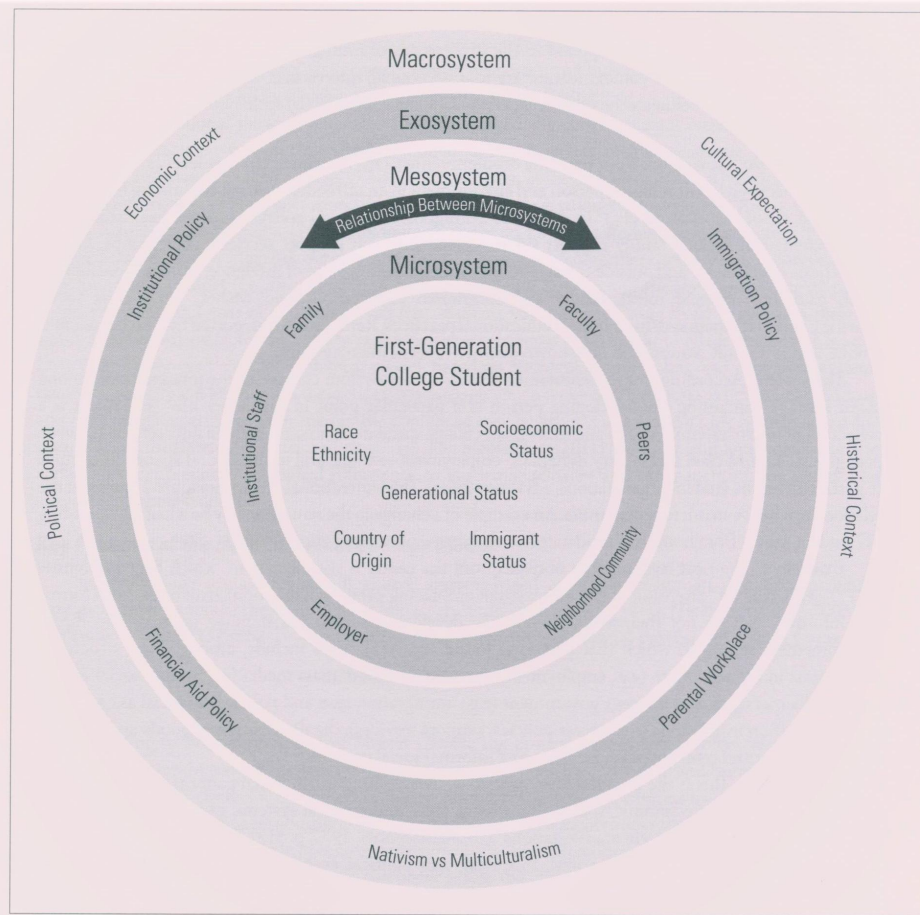 Macrosystem
Economic Context
Cultural Expectation
Political Context
Historical Context
Nativism vs Multiculturalism
Exosystem
Institutional Policy
Immigration Policy
Financial Aid Policy
Parental Workplace
Mesosystem
Relationship Between Microsystems
Microsystem
Family
Faculty
Institutional Staff
Peers
Employer
Neighborhood Community
First-Generation
College Student
Race
Ethnicity
Socioeconomic
Status
Generational Status
Country of
Origin
Immigrant
Status